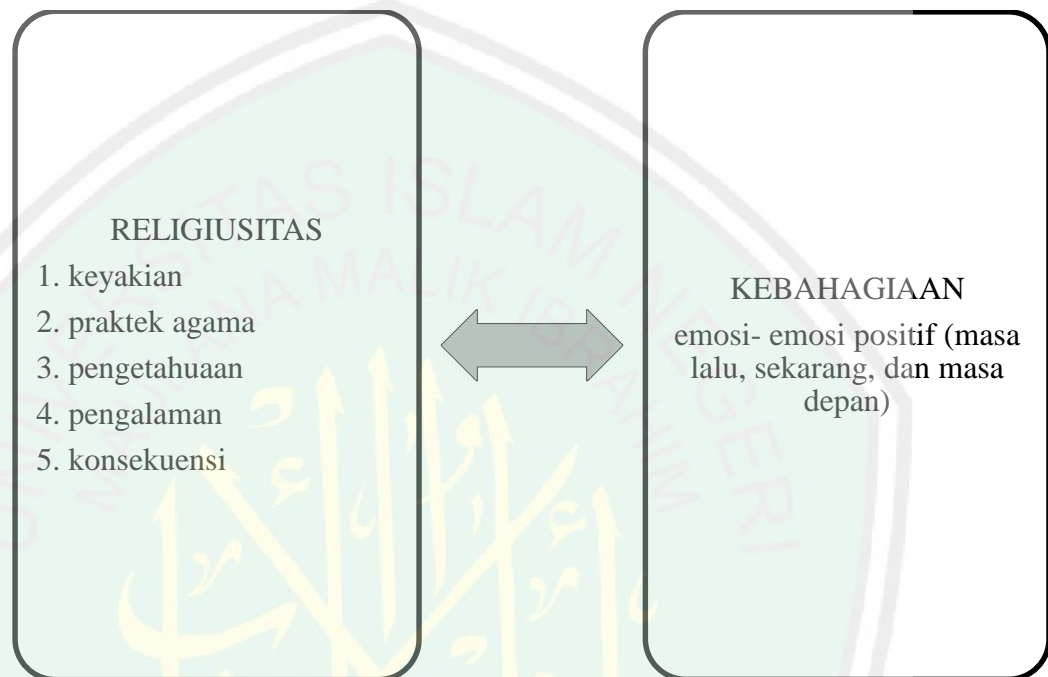 RELIGIUSITAS
1. keyakian
2. praktek agama
3. pengetahuaan
4. pengalaman
5. konsekuensi
KEBAHAGIAAN
emosi- emosi positif (masa
lalu, sekarang, dan masa
depan)